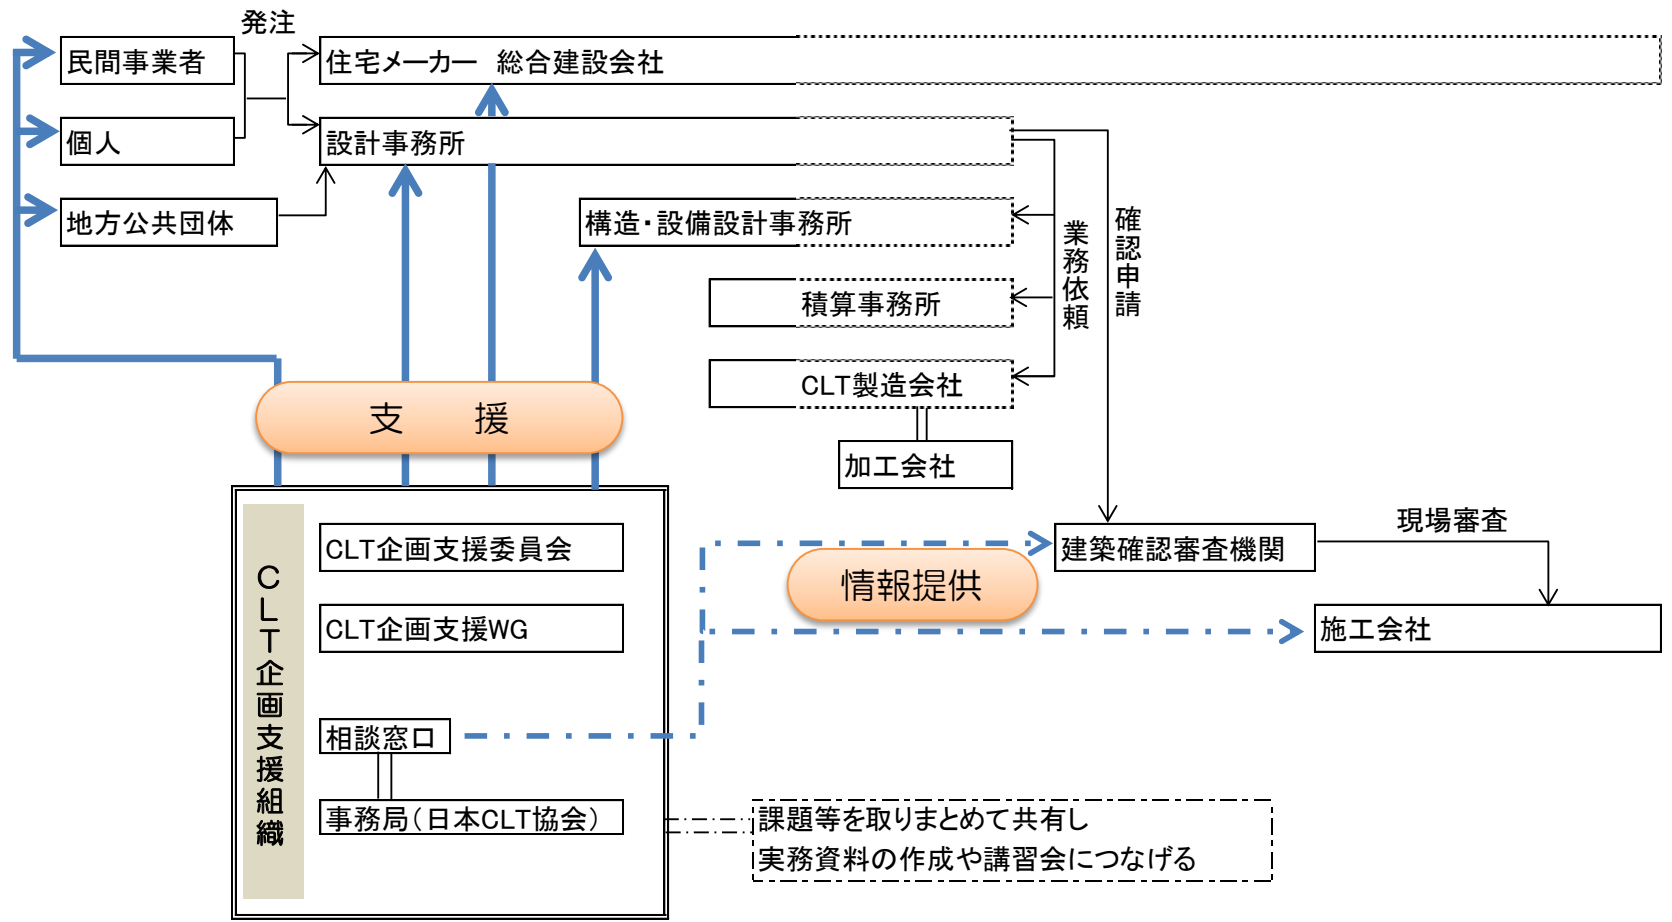 発注
民間事業者
住宅メーカー　総合建設会社
個人
設計事務所
地方公共団体
構造・設備設計事務所
業務依頼
確認申請
積算事務所
CLT製造会社
加工会社
支　援
CLT企画支援組織
CLT企画支援委員会
CLT企画支援WG
相談窓口
事務局（日本CLT協会）
情報提供
建築確認審査機関
現場審査
施工会社
課題等を取りまとめて共有し
実務資料の作成や講習会につなげる